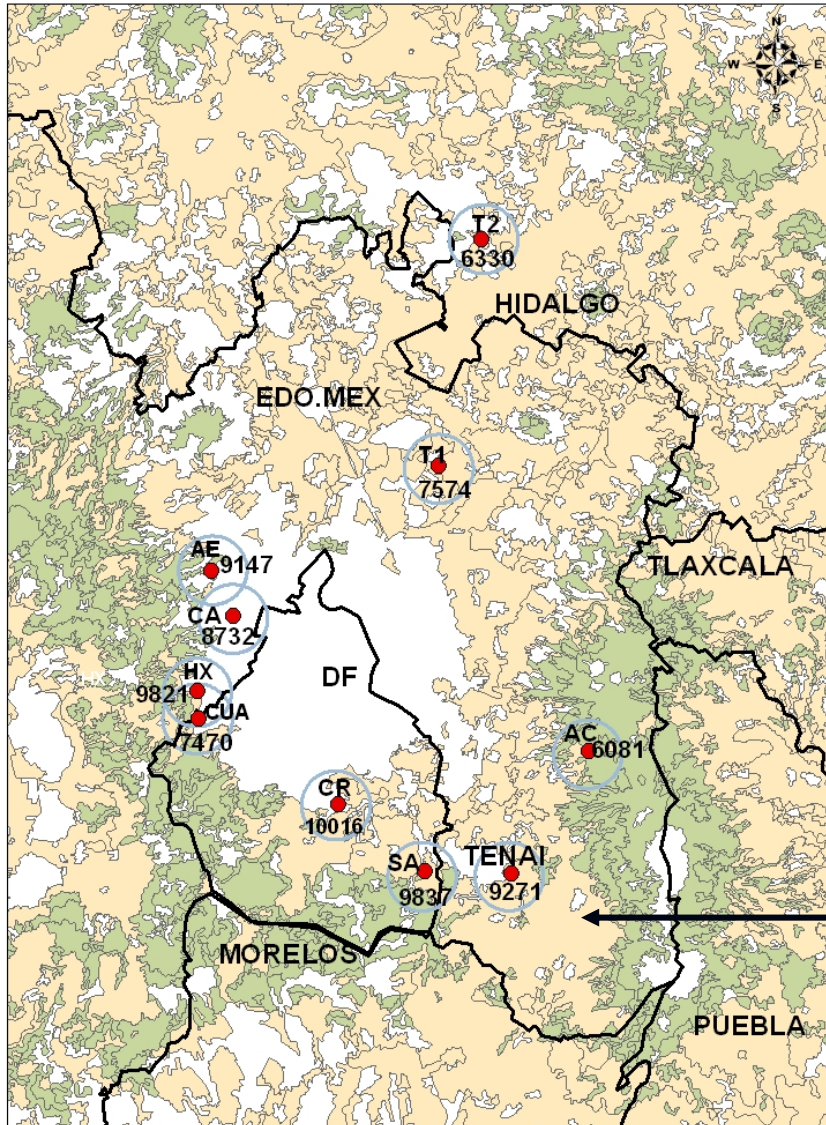 N
W E
S
T2
6330
HIDALGO
EDO.MEX
T1
7574
AE
9147
TLAXCALA
CA
8732
HX
DF
9821
CUA
7470
AC
6081
CR
10016
SA
TENAI
9837
9271
MORELOS
PUEBLA